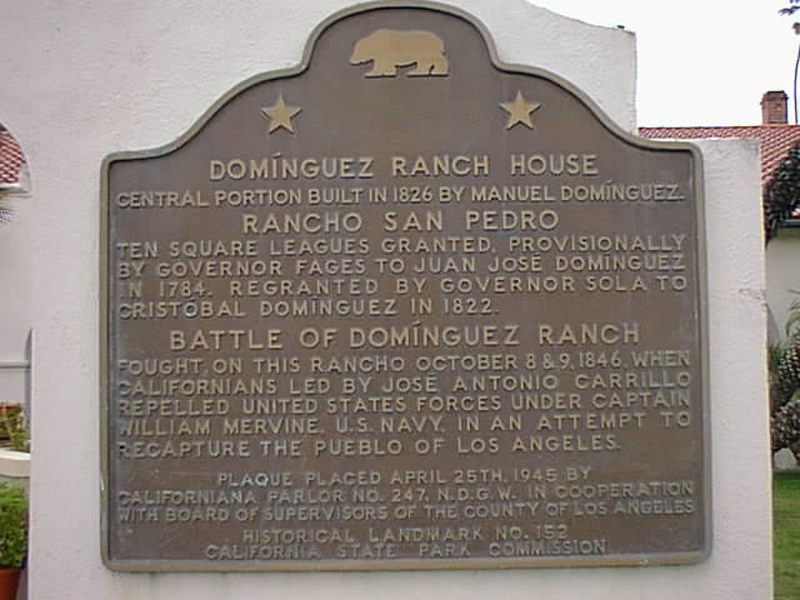 DOMÍNGUEZ RANCH HOUSE
CENTRAL PORTION BUILT IN 1826 BY MANUEL DOMÍNGUEZ.
RANCHO SAN PEDRO
TEN SQUARE LEAGUES GRANTED, PROVISIONALLY
BY GOVERNOR FAGES TO JUAN JOSÉ DOMÍNGUEZ
IN 1784. REGRANTED BY GOVERNOR SOLA TO
CRISTÓBAL DOMÍNGUEZ IN 1822.
BATTLE OF DOMÍNGUEZ RANCH
FOUGHT ON THIS RANCHO OCTOBER 8 & 9, 1846, WHEN
CALIFORNIANS LED BY JOSÉ ANTONIO CARRILLO
REPELLED UNITED STATES FORCES UNDER CAPTAIN
WILLIAM MERVINE, U.S. NAVY, IN AN ATTEMPT TO
RECAPTURE THE PUEBLO OF LOS ANGELES.
PLAQUE PLACED APRIL 25TH, 1945 BY
CALIFORNIANA PARLOR NO. 247, N.D.G.W. IN COOPERATION
WITH BOARD OF SUPERVISORS OF THE COUNTY OF LOS ANGELES
HISTORICAL LANDMARK NO. 152
CALIFORNIA STATE PARK COMMISSION